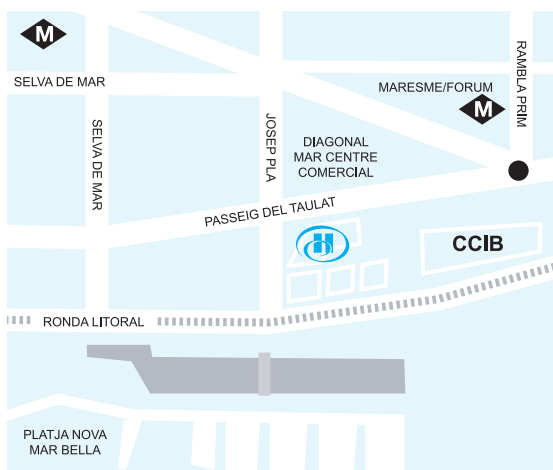 M
RAMBLA PRIM
SELVA DE MAR
MARESME/FORUM
M
SELVA DE MAR
JOSEP PLA
DIAGONAL
MAR CENTRE
COMERCIAL
PASSEIG DEL TAULAT
H
CCIB
RONDA LITORAL
PLATJA NOVA
MAR BELLA